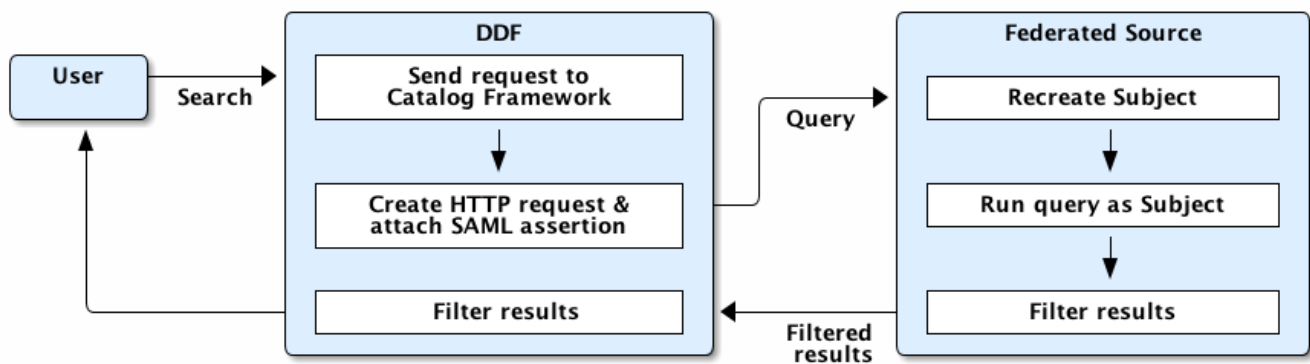 User
Search
DDF
Send request to
Catalog Framework
Create HTTP request &
attach SAML assertion
Filter results
Query
Federated Source
Recreate Subject
Run query as Subject
Filter results
Filtered
results